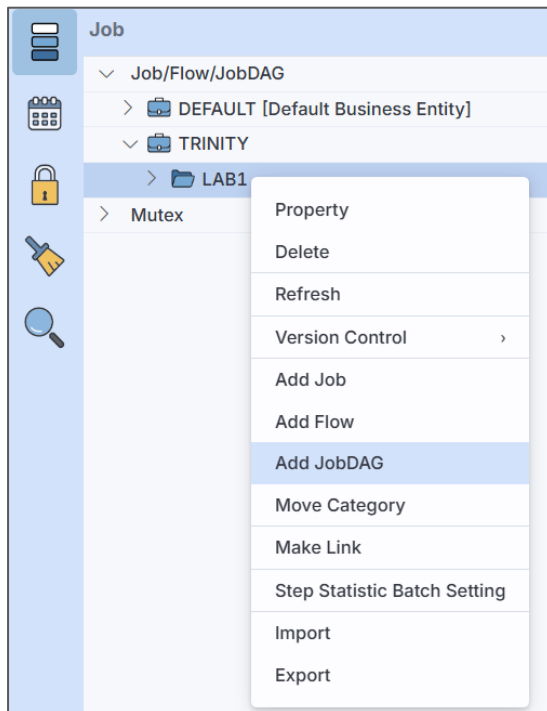 Job
Job/Flow/JobDAG
DEFAULT [Default Business Entity]
TRINITY
LAB1
Mutex
Property
Delete
Refresh
Version Control
Add Job
Add Flow
Add JobDAG
Move Category
Make Link
Step Statistic Batch Setting
Import
Export